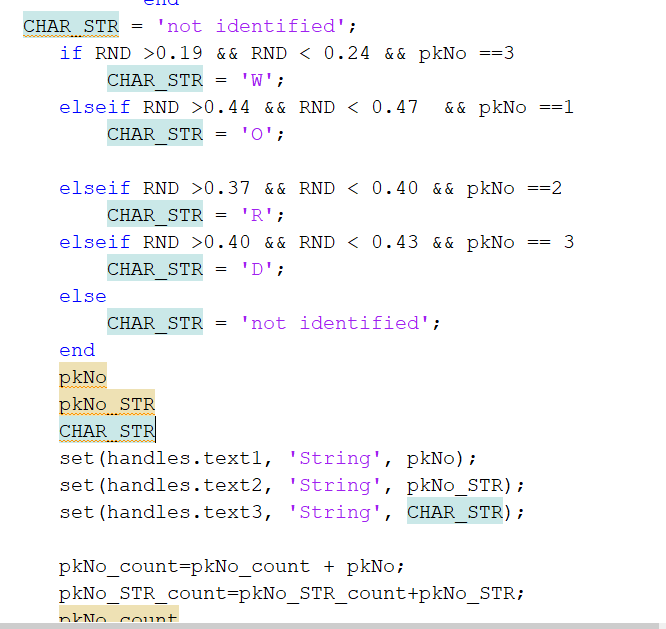 end
CHAR_STR = 'not identified';
if RND >0.19 && RND < 0.24 && pkNo ==3
CHAR_STR = 'W';
elseif RND >0.44 && RND < 0.47  && pkNo ==1
CHAR_STR = 'O';
elseif RND >0.37 && RND < 0.40 && pkNo ==2
CHAR_STR = 'R';
elseif RND >0.40 && RND < 0.43 && pkNo == 3
CHAR_STR = 'D';
else
CHAR_STR = 'not identified';
end
pkNo
pkNo_STR
CHAR_STR
set(handles.text1, 'String', pkNo);
set(handles.text2, 'String', pkNo_STR);
set(handles.text3, 'String', CHAR_STR);
pkNo_count=pkNo_count + pkNo;
pkNo_STR_count=pkNo_STR_count+pkNo_STR;
pkNo_count